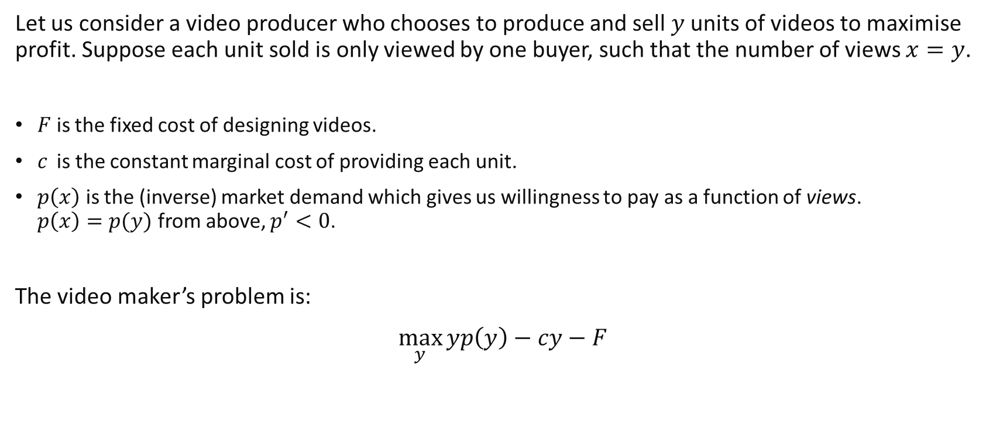 Let us consider a video producer who chooses to produce and sell y units of videos to maximise
profit. Suppose each unit sold is only viewed by one buyer, such that the number of views x = y.
• F is the fixed cost of designing videos.
• c is the constant marginal cost of providing each unit.
• p(x) is the (inverse) market demand which gives us willingness to pay as a function of views.
p(x) = p(y) from above, p′ < 0.
The video maker’s problem is:
max yp(y) − cy − F
y